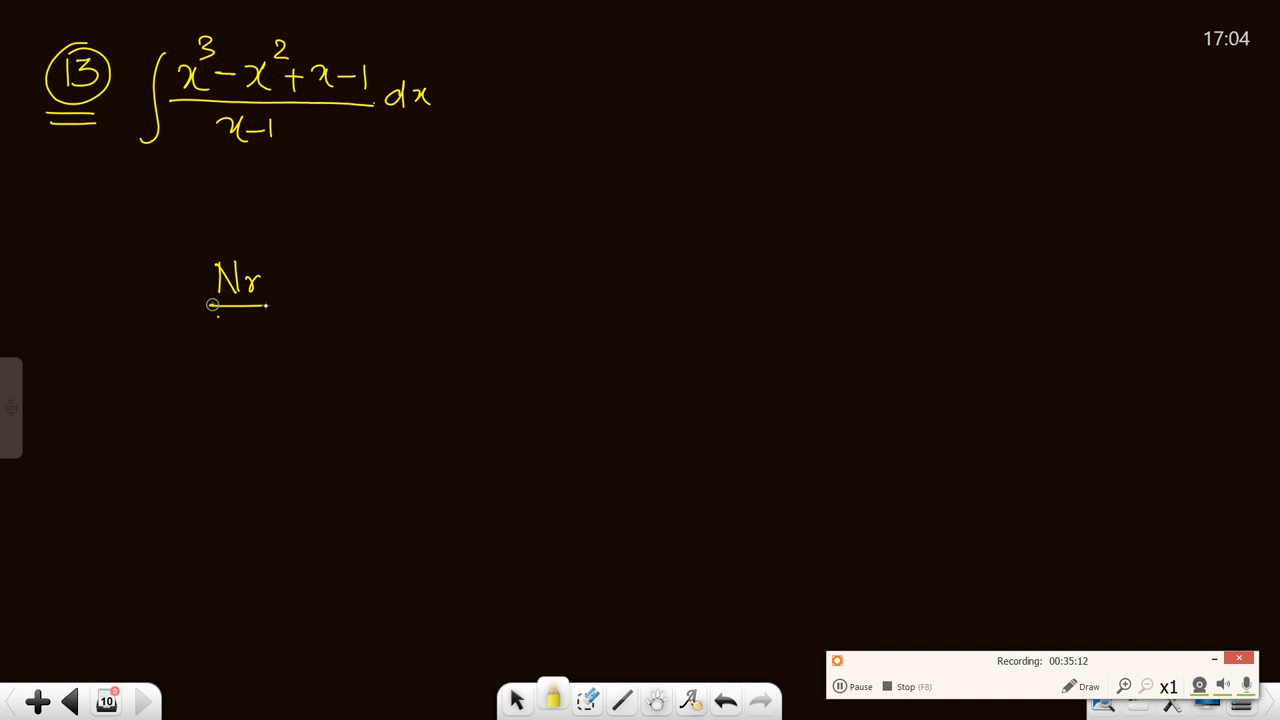 17:04
13 ∫ x³ - x² + x - 1 / x - 1 dx
Nr
Recording: 00:35:12
Pause Stop (F8) Draw x1
10 0